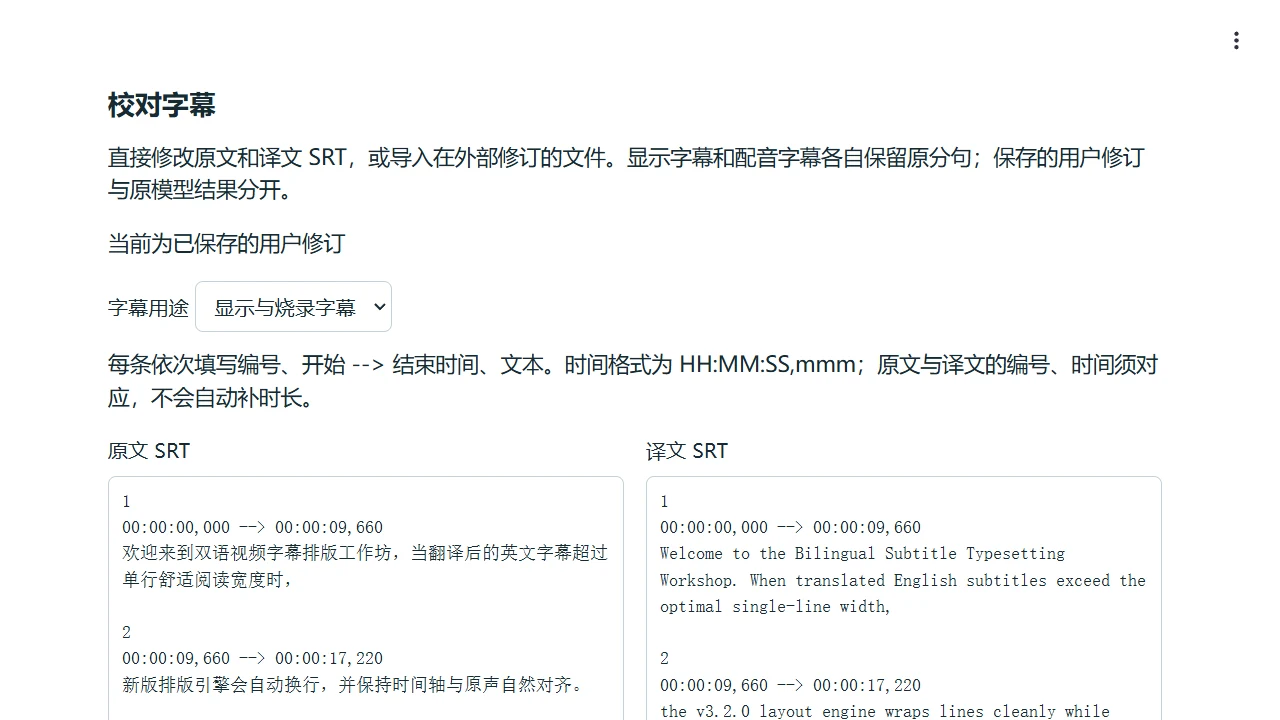 校对字幕
直接修改原文和译文 SRT，或导入在外部修订的文件。显示字幕和配音字幕各自保留原分句；保存的用户修订
与原模型结果分开。
当前为已保存的用户修订
字幕用途 显示与烧录字幕
每条依次填写编号、开始 --> 结束时间、文本。时间格式为 HH:MM:SS,mmm；原文与译文的编号、时间须对
应，不会自动补时长。
原文 SRT
1
00:00:00,000 --> 00:00:09,660
欢迎来到双语视频字幕排版工作坊，当翻译后的英文字幕超过
单行舒适阅读宽度时，
2
00:00:09,660 --> 00:00:17,220
新版排版引擎会自动换行，并保持时间轴与原声自然对齐。
译文 SRT
1
00:00:00,000 --> 00:00:09,660
Welcome to the Bilingual Subtitle Typesetting
Workshop. When translated English subtitles exceed the
optimal single-line width,
2
00:00:09,660 --> 00:00:17,220
the v3.2.0 layout engine wraps lines cleanly while